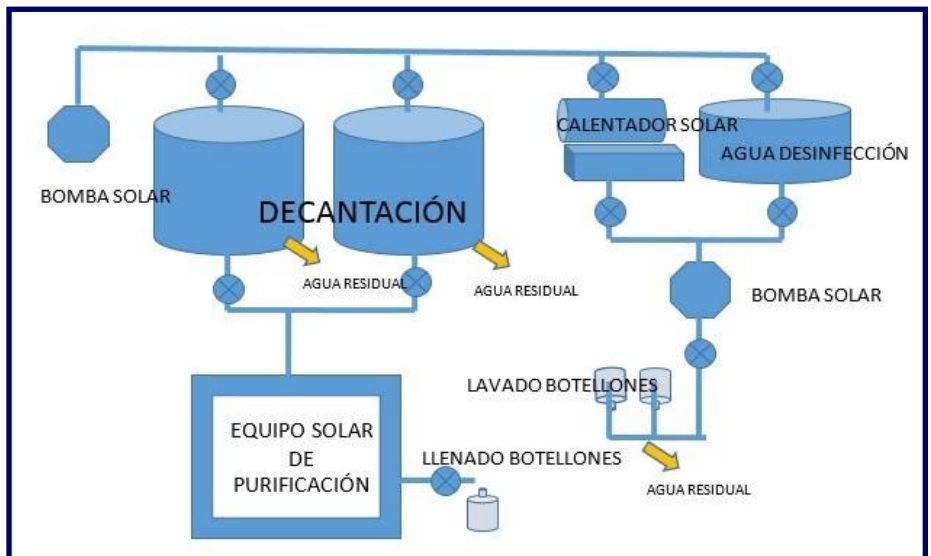 CALENTADOR SOLAR
AGUA DESINFECCIÓN
BOMBA SOLAR
DECANTACIÓN
AGUA RESIDUAL
AGUA RESIDUAL
BOMBA SOLAR
LAVADO BOTELLONES
EQUIPO SOLAR
DE
PURIFICACIÓN
LLENADO BOTELLONES
AGUA RESIDUAL